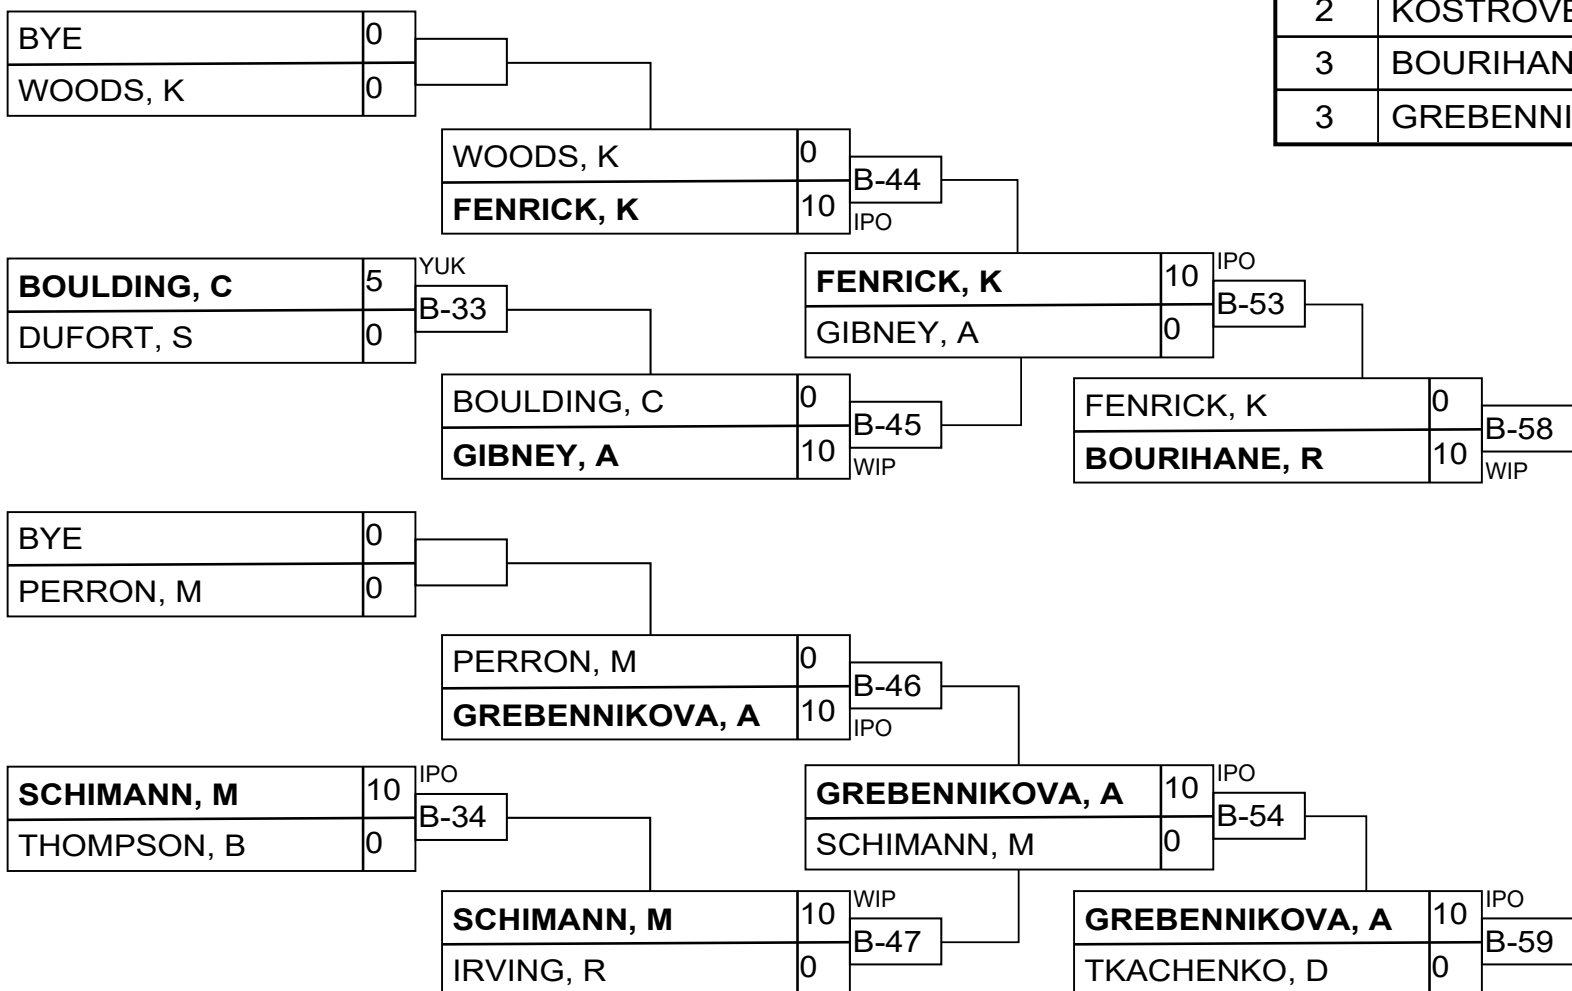 2 KOSTROVE
3 BOURIHAN
3 GREBENNI
BYE 0
WOODS, K 0
WOODS, K 0
B-44
FENRICK, K 10
IPO
BOULDING, C 5 YUK
B-33
DUFORT, S 0
FENRICK, K 10 IPO
B-53
GIBNEY, A 0
BOULDING, C 0
B-45
GIBNEY, A 10
WIP
FENRICK, K 0
B-58
BOURIHANE, R 10
WIP
BYE 0
PERRON, M 0
PERRON, M 0
B-46
GREBENNIKOVA, A 10
IPO
SCHIMANN, M 10 IPO
B-34
THOMPSON, B 0
GREBENNIKOVA, A 10 IPO
B-54
SCHIMANN, M 0
SCHIMANN, M 10 WIP
B-47
IRVING, R 0
GREBENNIKOVA, A 10 IPO
B-59
TKACHENKO, D 0